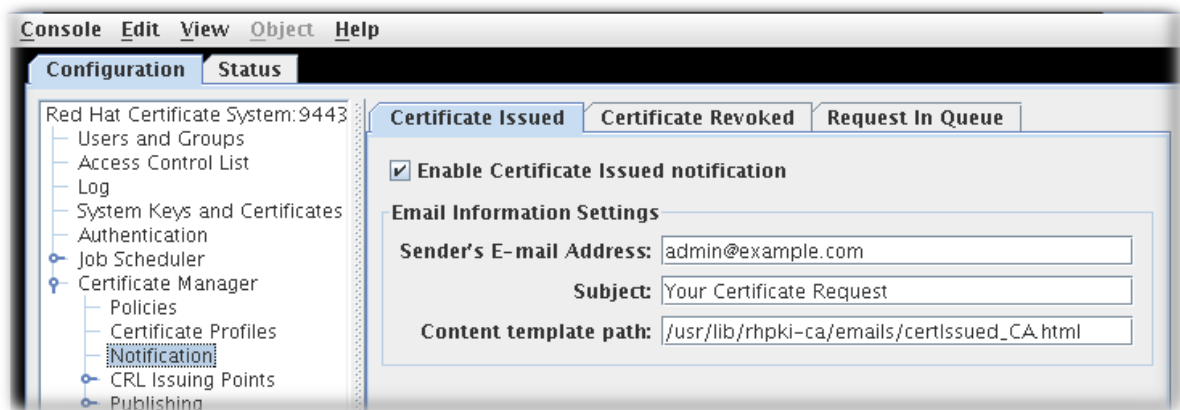 Console Edit View Object Help
Configuration Status
Red Hat Certificate System:9443
Users and Groups
Access Control List
Log
System Keys and Certificates
Authentication
Job Scheduler
Certificate Manager
Policies
Certificate Profiles
Notification
CRL Issuing Points
Publishing
Certificate Issued Certificate Revoked Request In Queue
Enable Certificate Issued notification
Email Information Settings
Sender's E-mail Address: admin@example.com
Subject: Your Certificate Request
Content template path: /usr/lib/rhpki-ca/emails/certIssued_CA.html